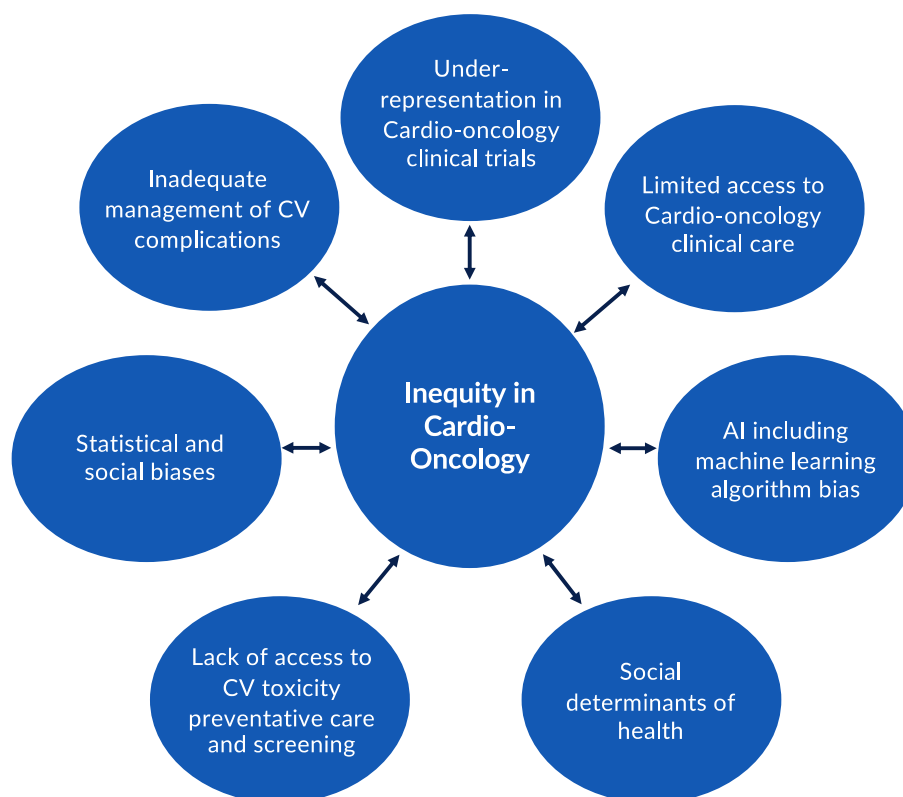 Under-
representation in
Cardio-oncology
clinical trials
Inadequate
management of CV
complications
Limited access to
Cardio-oncology
clinical care
Inequity in
Cardio-
Oncology
Statistical and
social biases
AI including
machine learning
algorithm bias
Lack of access to
CV toxicity
preventative care
and screening
Social
determinants of
health